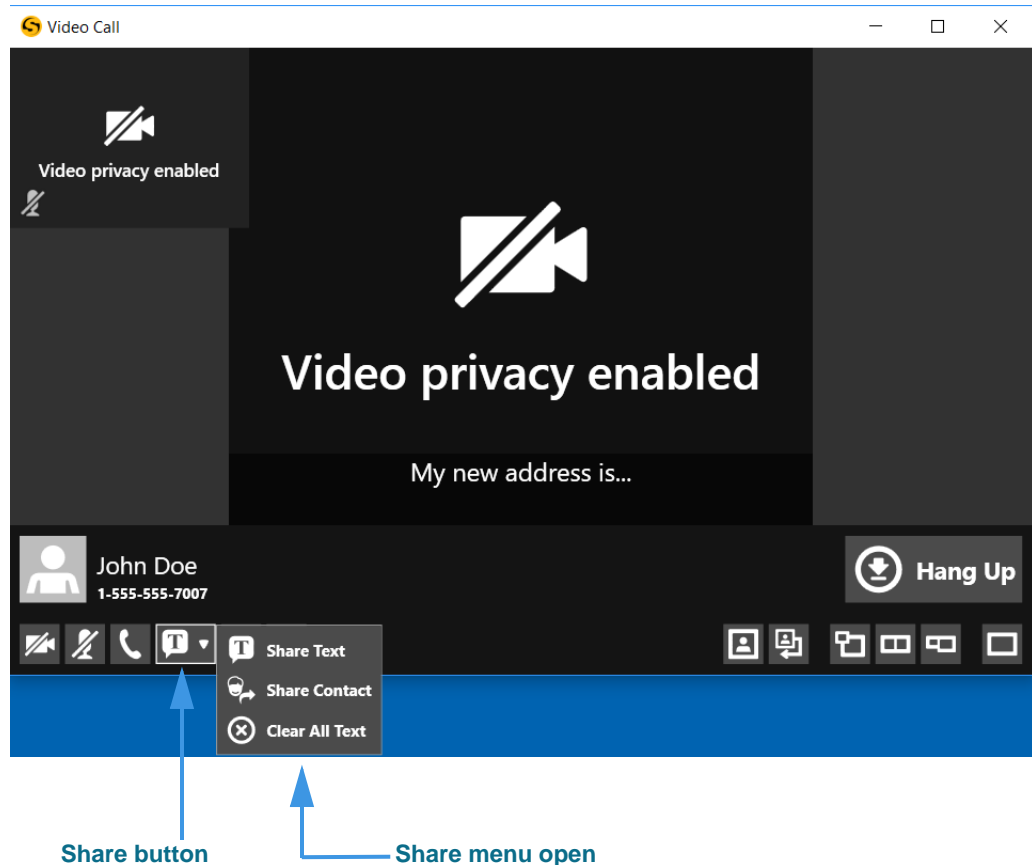 Video Call
Video privacy enabled
Video privacy enabled
My new address is...
John Doe
1-555-555-7007
Hang Up
T
T Share Text
Share Contact
Clear All Text
Share button
Share menu open